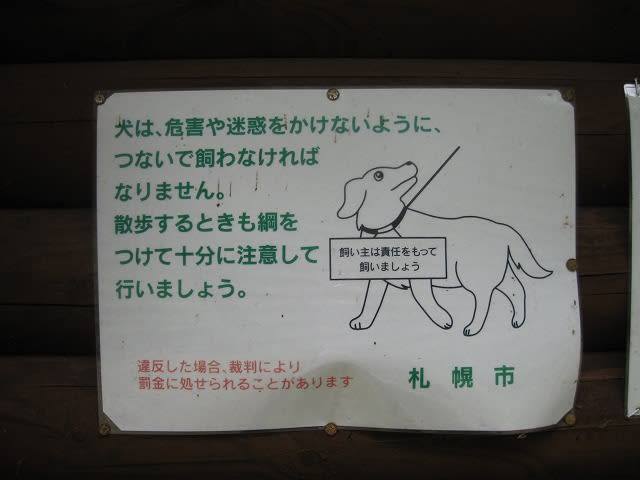 犬は、危害や迷惑をかけないように、
つないで飼わなければ
なりません。
散歩するときも綱を
つけて十分に注意して
行いましょう。
飼い主は責任をもって
飼いましょう
違反した場合、裁判により
罰金に処せられることがあります
札幌市